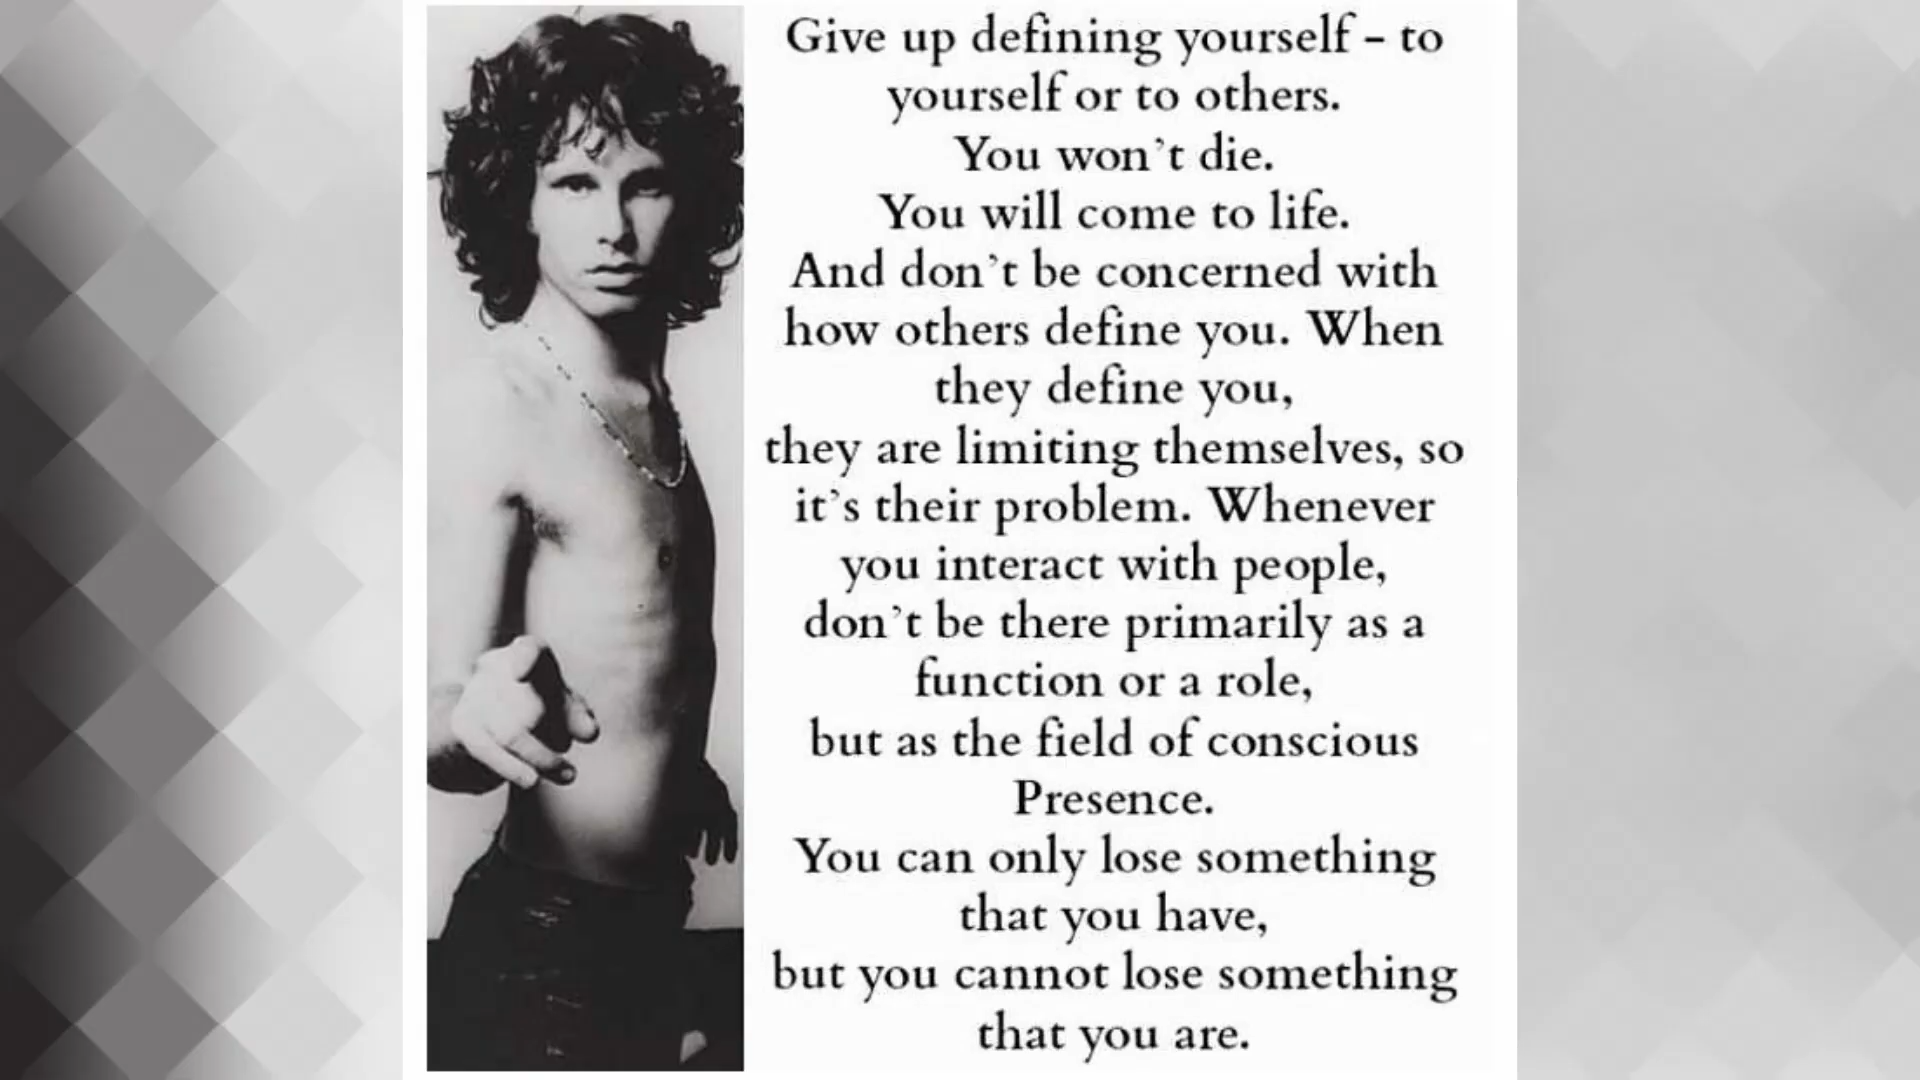 Give up defining yourself - to
yourself or to others.
You won't die.
You will come to life.
And don't be concerned with
how others define you. When
they define you,
they are limiting themselves, so
it's their problem. Whenever
you interact with people,
don't be there primarily as a
function or a role,
but as the field of conscious
Presence.
You can only lose something
that you have,
but you cannot lose something
that you are.